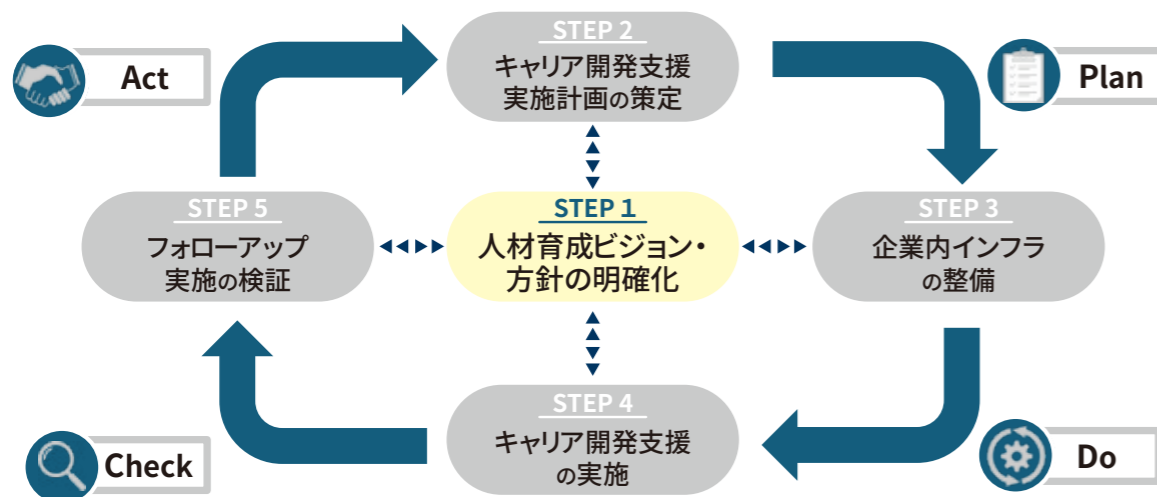 STEP 2
キャリア開発支援
実施計画の策定
Act
Plan
STEP 5
フォローアップ
実施の検証
STEP 1
人材育成ビジョン・
方針の明確化
STEP 3
企業内インフラ
の整備
STEP 4
キャリア開発支援
の実施
Check
Do